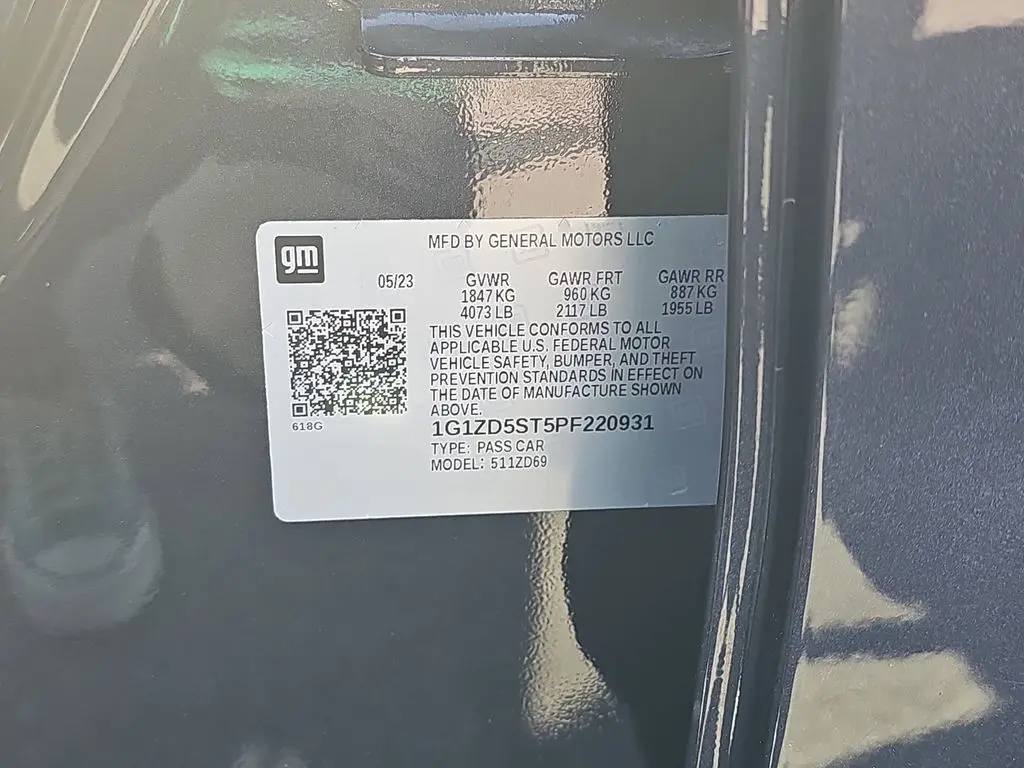 gm
MFD BY GENERAL MOTORS LLC
05/23 GVWR GAWR FRT GAWR RR
1847 KG 960 KG 887 KG
4073 LB 2117 LB 1955 LB
THIS VEHICLE CONFORMS TO ALL
APPLICABLE U.S. FEDERAL MOTOR
VEHICLE SAFETY, BUMPER, AND THEFT
PREVENTION STANDARDS IN EFFECT ON
THE DATE OF MANUFACTURE SHOWN
ABOVE.
618G
1G1ZD5ST5PF220931
TYPE: PASS CAR
MODEL: 511ZD69